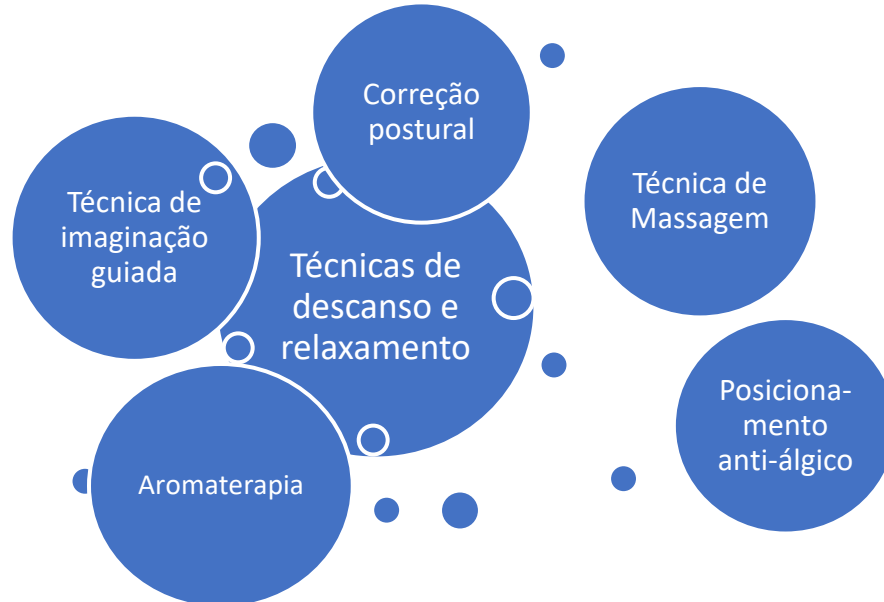 Correção
postural
Técnica de
imaginação
guiada
Técnicas de
descanso e
relaxamento
Técnica de
Massagem
Posiciona-
mento
anti-álgico
Aromaterapia